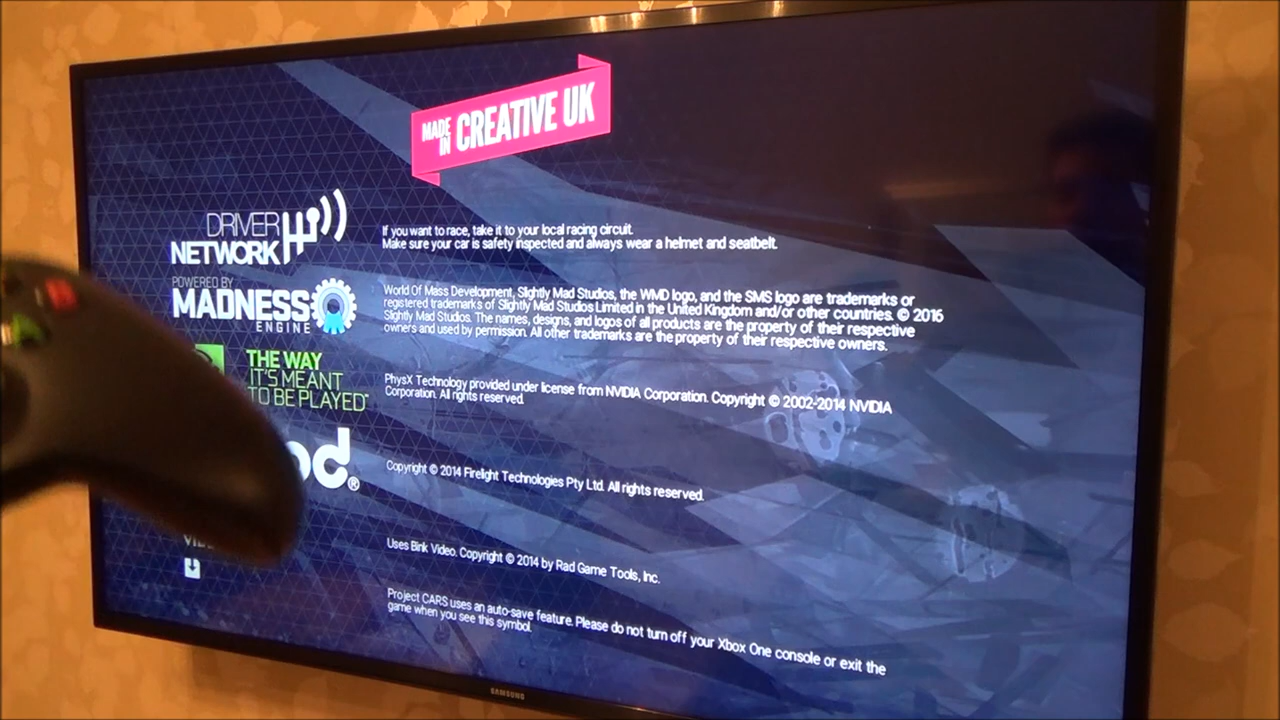 MADE IN CREATIVE UK
DRIVER
NETWORK
If you want to race, take it to your local racing circuit.
Make sure your car is safety inspected and always wear a helmet and seatbelt.
POWERED BY
MADNESS
ENGINE
World Of Mass Development, Slightly Mad Studios, the WMD logo, and the SMS logo are trademarks or
registered trademarks of Slightly Mad Studios Limited in the United Kingdom and/or other countries. © 2016
Slightly Mad Studios. The names, designs, and logos of all products are the property of their respective
owners and used by permission. All other trademarks are the property of their respective owners.
THE WAY
IT'S MEANT
TO BE PLAYED™
PhysX Technology provided under license from NVIDIA Corporation. Copyright © 2002-2014 NVIDIA
Corporation. All rights reserved.
od®
Copyright © 2014 Firelight Technologies Pty Ltd. All rights reserved.
Uses Bink Video. Copyright © 2014 by Rad Game Tools, Inc.
Project CARS uses an auto-save feature. Please do not turn off your Xbox One console or exit the
game when you see this symbol.
SAMSUNG